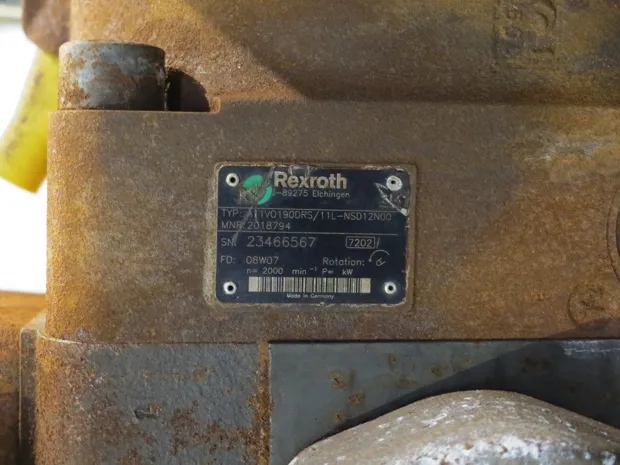 Rexroth
-89275 Elchingen
TYP: A11VO190DRS/11L-NSD12N00
MNR: 2018794
SN: 23466567 7202
FD: 08W07 Rotation:
n= 2000 min⁻¹ P= kW
Made in Germany